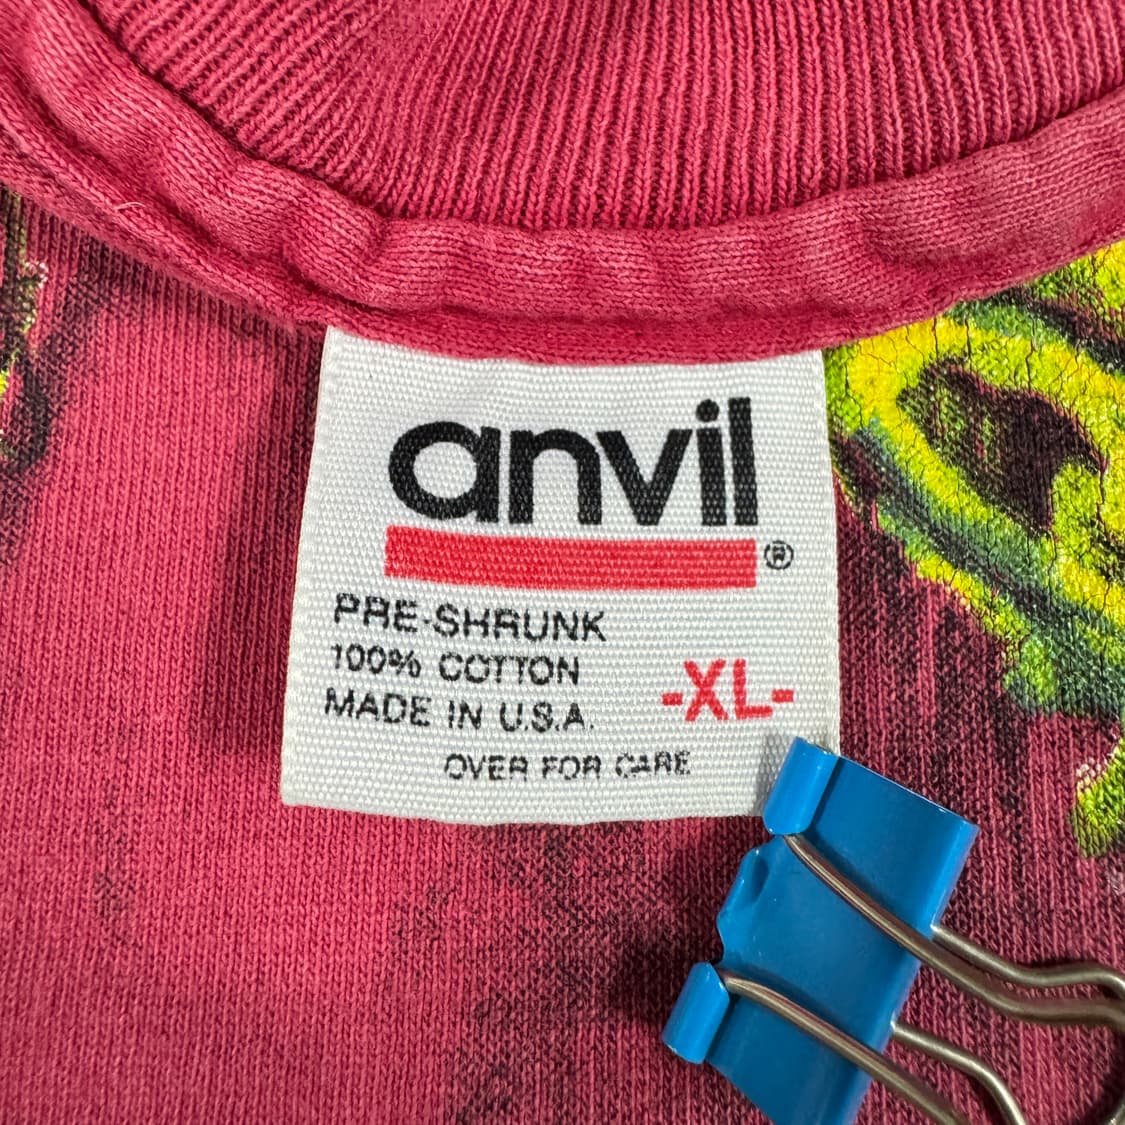 anvil
®
PRE-SHRUNK
100% COTTON
MADE IN U.S.A.
-XL-
OVER FOR CARE